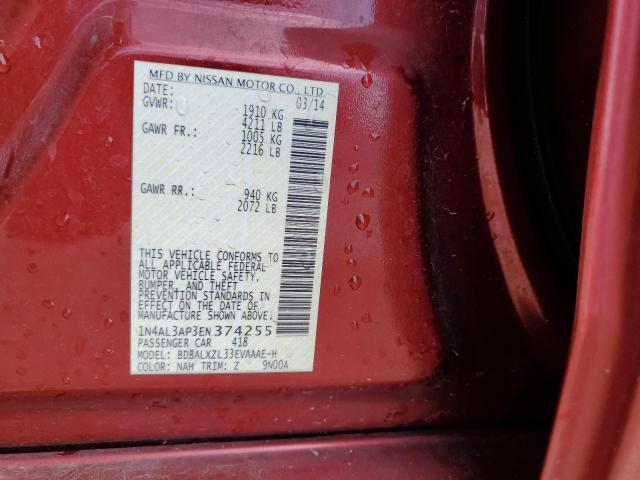 MFD BY NISSAN MOTOR CO., LTD.
DATE: 03/14
GVWR: 1910 KG
4211 LB
GAWR FR.: 1005 KG
2216 LB
GAWR RR.: 940 KG
2072 LB
THIS VEHICLE CONFORMS TO
ALL APPLICABLE FEDERAL
MOTOR VEHICLE SAFETY,
BUMPER, AND THEFT
PREVENTION STANDARDS IN
EFFECT ON THE DATE OF
MANUFACTURE SHOWN ABOVE.
1N4AL3AP3EN374255
PASSENGER CAR 418
MODEL: BDBALXZL33EVAAAE-H
COLOR: NAH TRIM: Z 9N00A